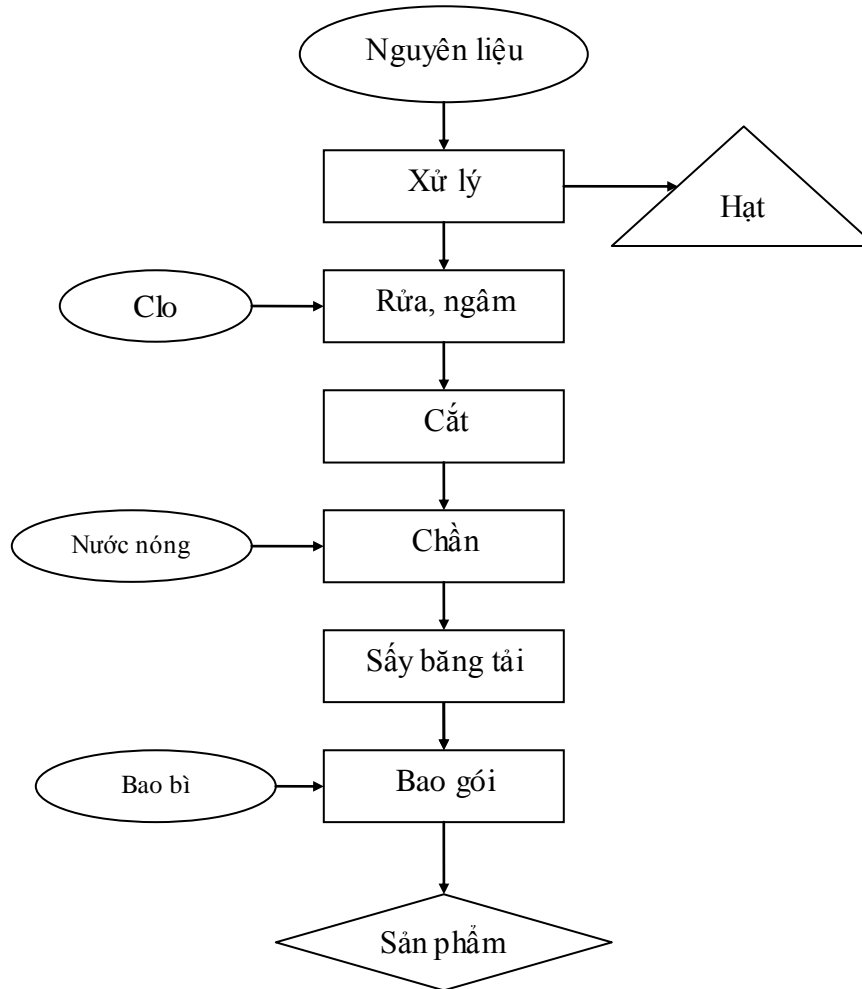 Nguyên liệu
Xử lý
Hạt
Clo
Rửa, ngâm
Cắt
Nước nóng
Chần
Sấy băng tải
Bao bì
Bao gói
Sản phẩm